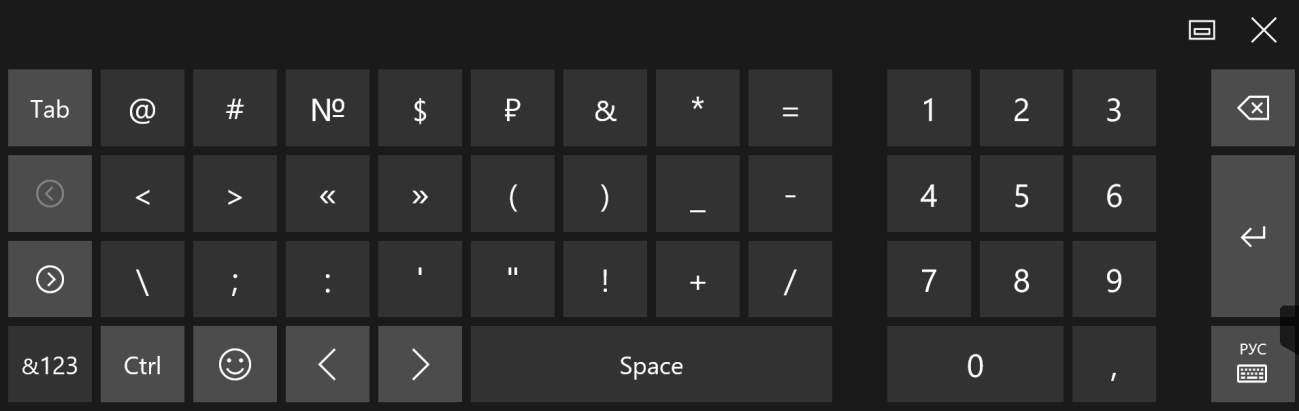 Tab @ # № $ ₽ & * = 1 2 3
< > « » ( ) _ - 4 5 6
\ ; : ' " ! + / 7 8 9
&123 Ctrl Space 0 , РУС